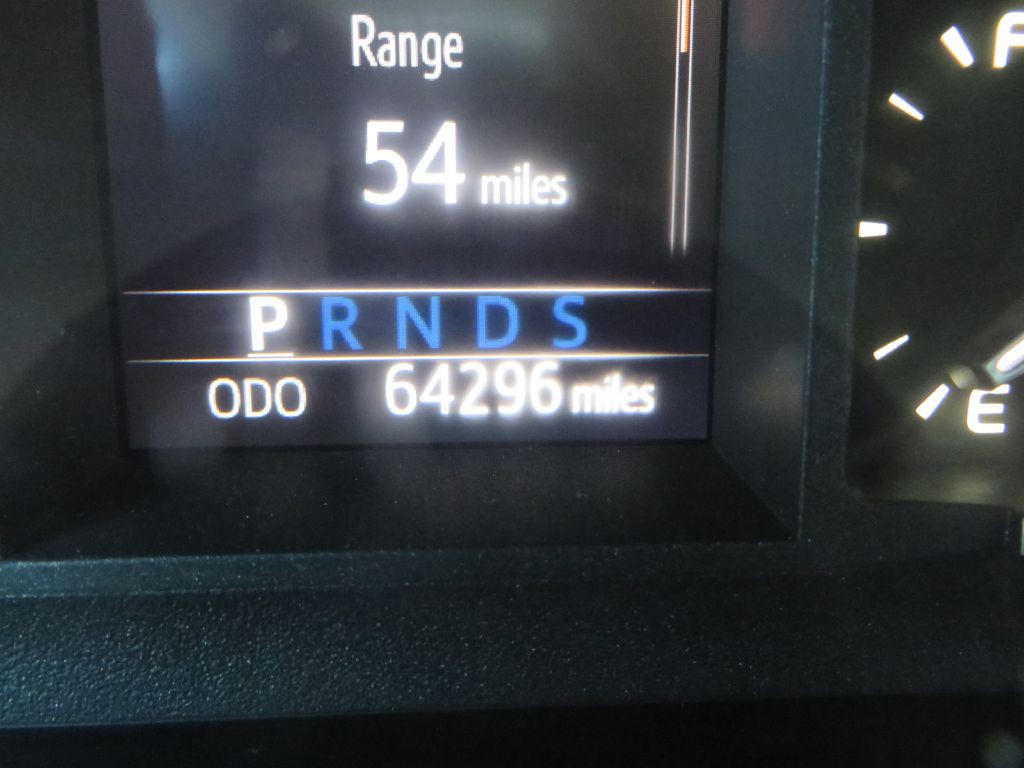 Range
54 miles
P R N D S
ODO 64296 miles
F
E